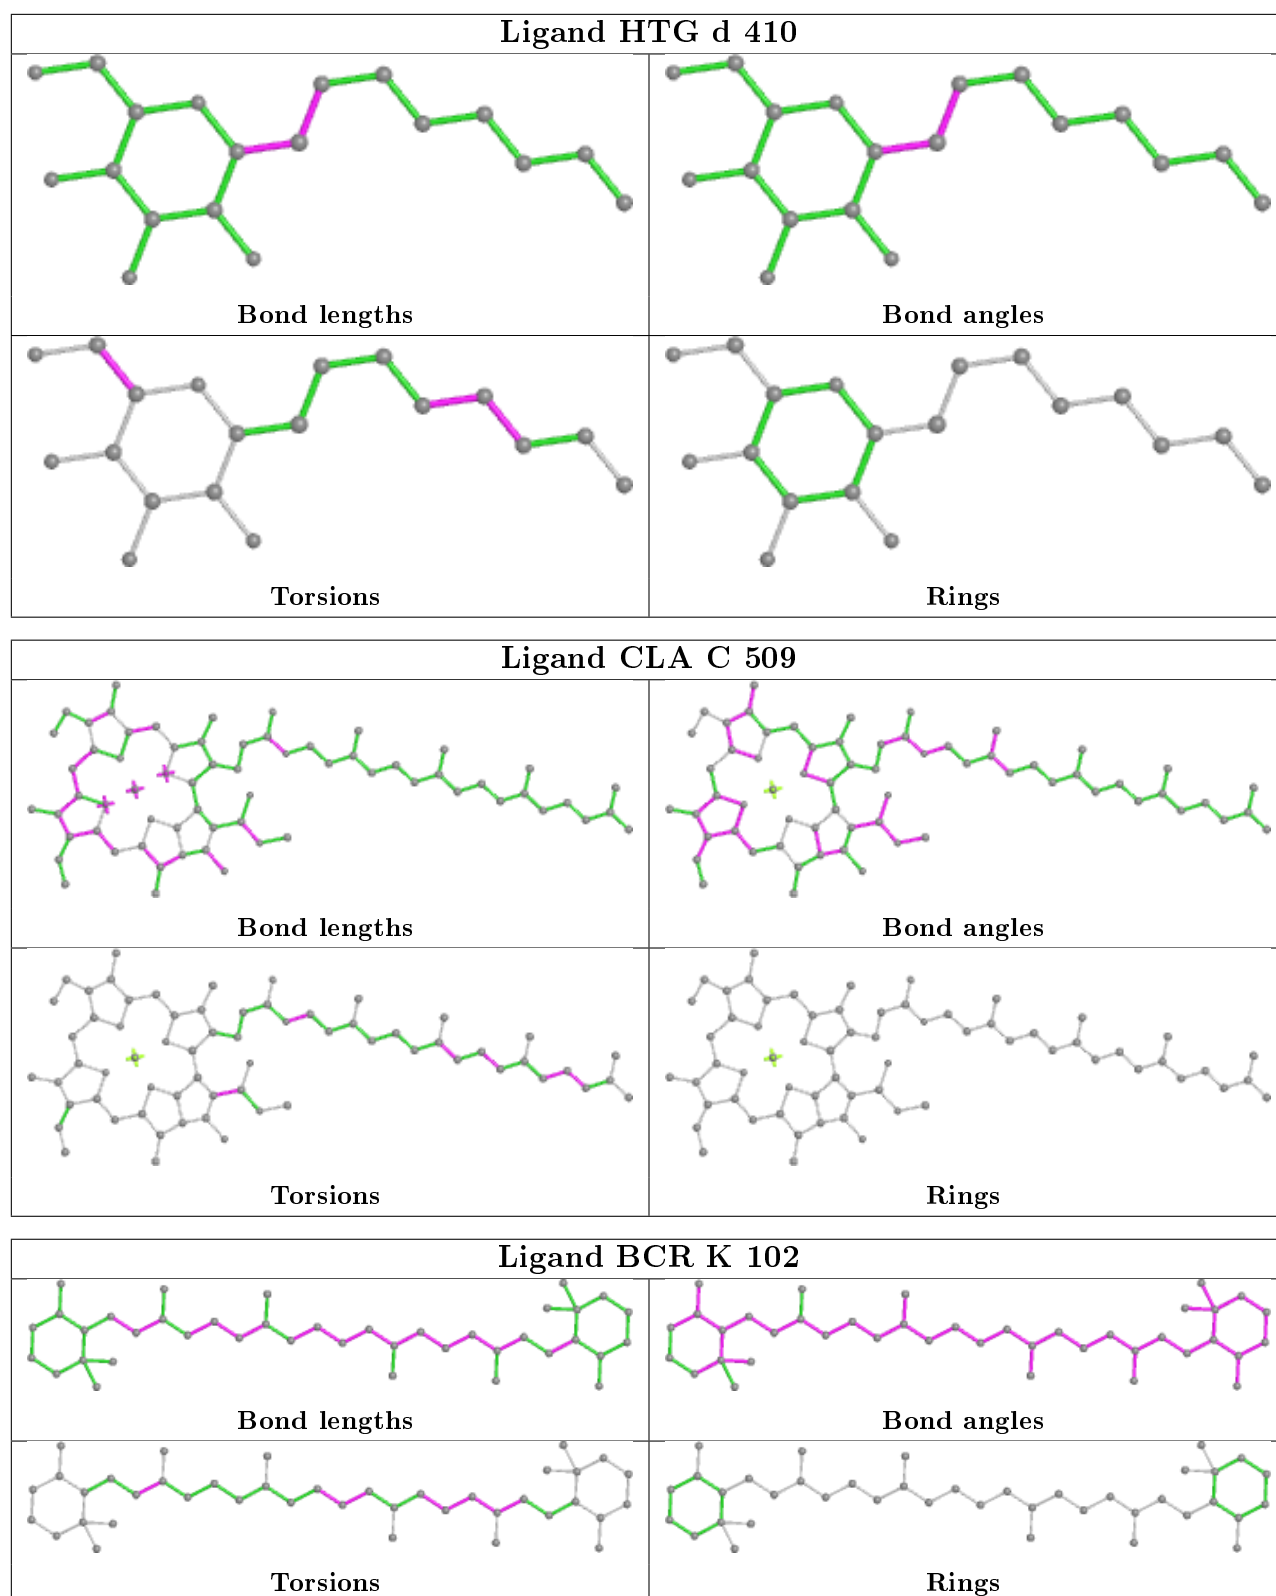 Ligand HTG d 410
Bond lengths
Bond angles
Torsions
Rings
Ligand CLA C 509
Bond lengths
Bond angles
Torsions
Rings
Ligand BCR K 102
Bond lengths
Bond angles
Torsions
Rings